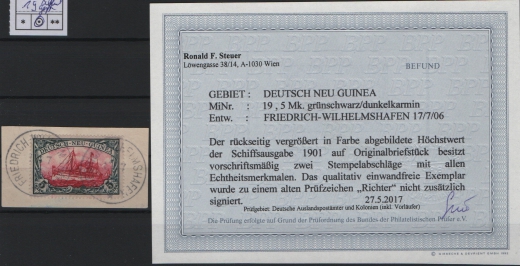 19
Ronald F. Steuer
Löwengasse 38/14, A-1030 Wien
BEFUND
GEBIET : DEUTSCH NEU GUINEA
MiNr. : 19 , 5 Mk. grünschwarz/dunkelkarmin
Entw. : FRIEDRICH-WILHELMSHAFEN 17/7/06
Der rückseitig vergrößert in Farbe abgebildete Höchstwert
der Schiffsausgabe 1901 auf Originalbriefstück besitzt
vorschriftsmäßig zwei Stempelabschläge mit allen
Echtheitsmerkmalen. Das qualitativ einwandfreie Exemplar
wurde zu einem alten Prüfzeichen „Richter" nicht zusätzlich
signiert.
27.5.2017
Prüfgebiet: Deutsche Auslandspostämter und Kolonien (inkl. Vorläufer)
Die Prüfung erfolgte auf Grund der Prüfordnung des Bundes der Philatelistischen Prüfer e.V.
DEUTSCH-NEU-GUINEA
FRIEDRICH